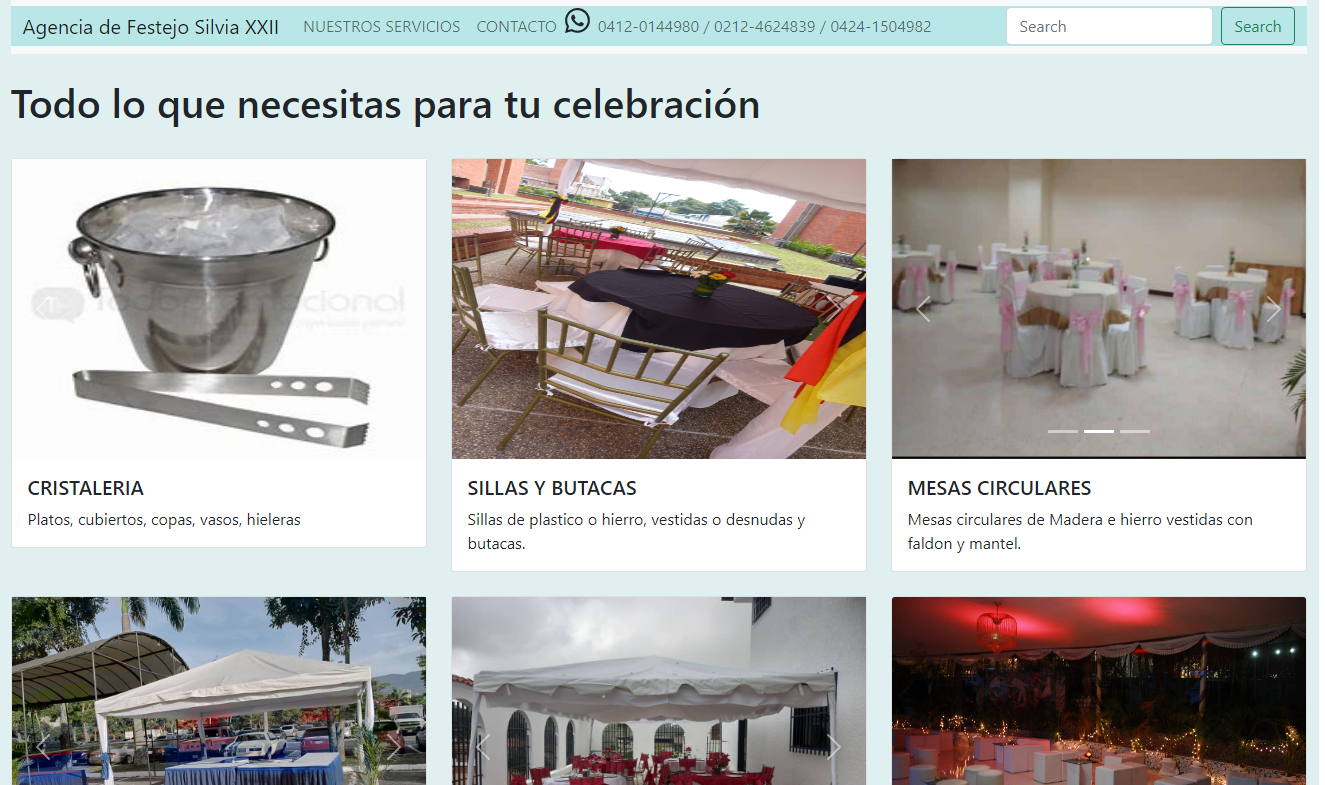 Agencia de Festejo Silvia XXII NUESTROS SERVICIOS CONTACTO 0412-0144980 / 0212-4624839 / 0424-1504982 Search Search
Todo lo que necesitas para tu celebración
CRISTALERIA
Platos, cubiertos, copas, vasos, hieleras
SILLAS Y BUTACAS
Sillas de plastico o hierro, vestidas o desnudas y
butacas.
MESAS CIRCULARES
Mesas circulares de Madera e hierro vestidas con
faldon y mantel.